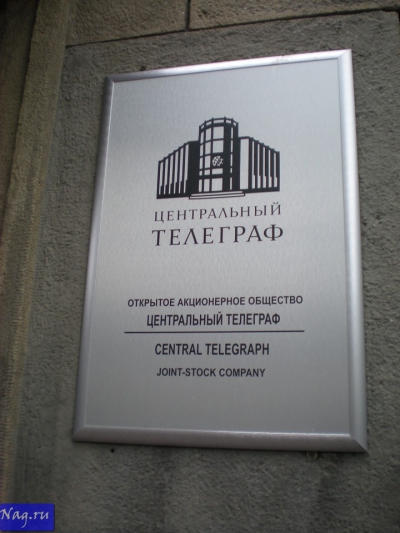 ЦЕНТРАЛЬНЫЙ
ТЕЛЕГРАФ
ОТКРЫТОЕ АКЦИОНЕРНОЕ ОБЩЕСТВО
ЦЕНТРАЛЬНЫЙ ТЕЛЕГРАФ
CENTRAL TELEGRAPH
JOINT-STOCK COMPANY
Nag.ru